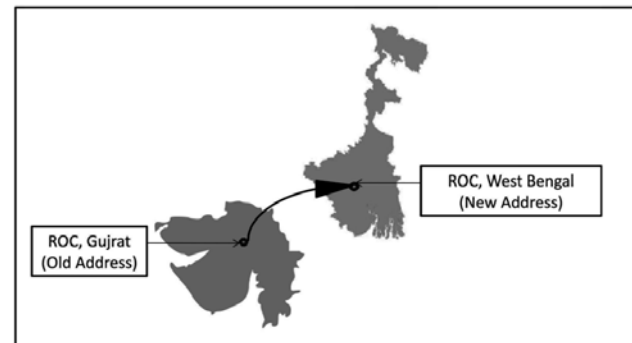 ROC, West Bengal
(New Address)
ROC, Gujrat
(Old Address)